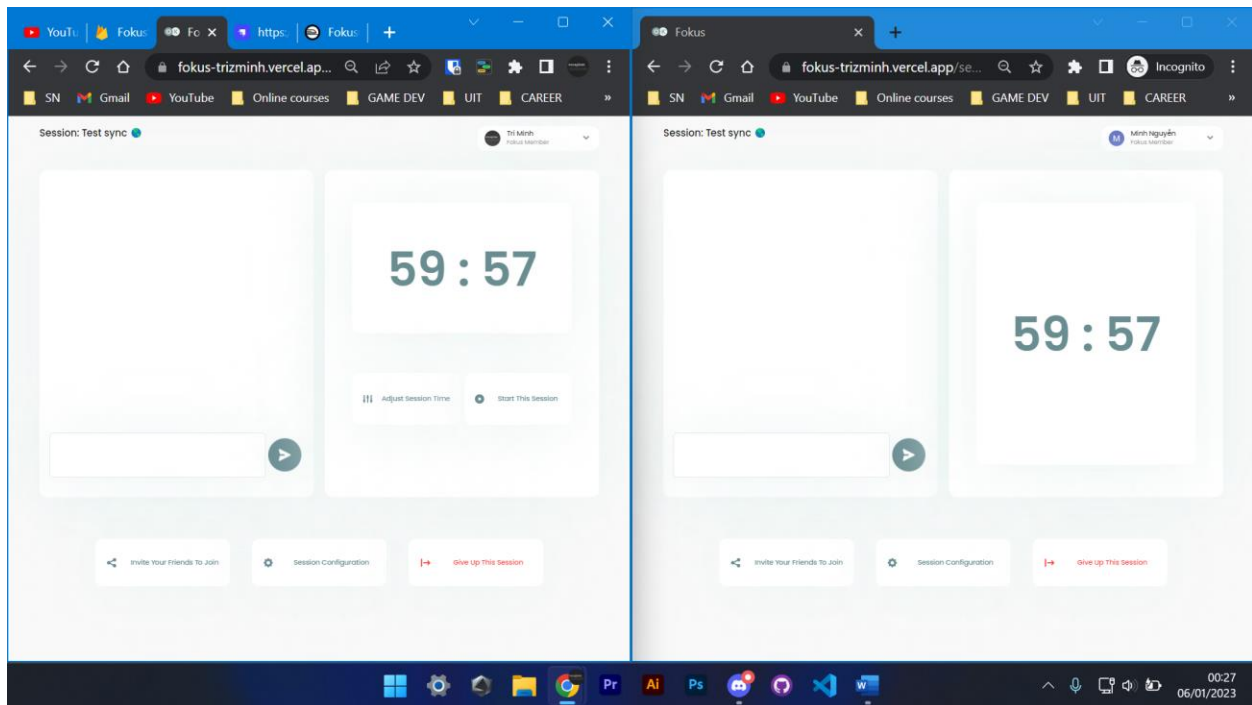 YouTu Fokus Fo https: Fokus
fokus-trizminh.vercel.ap...
SN Gmail YouTube Online courses GAME DEV UIT CAREER »
Session: Test sync
Tri Minh
Fokus Member
59 : 57
Adjust Session Time Start This Session
Invite Your Friends To Join Session Configuration Give Up This Session
Fokus
fokus-trizminh.vercel.app/se... Incognito
SN Gmail YouTube Online courses GAME DEV UIT CAREER »
Session: Test sync
M Minh Nguyễn
Fokus Member
59 : 57
Invite Your Friends To Join Session Configuration Give Up This Session
Pr Ai Ps W
00:27
06/01/2023